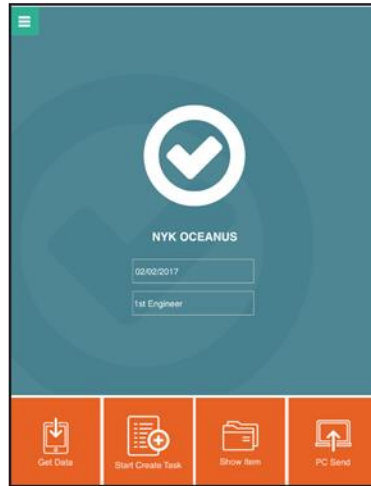 NYK OCEANUS
02/02/2017
1st Engineer
Get Data
Start Create Task
Show Item
PC Send